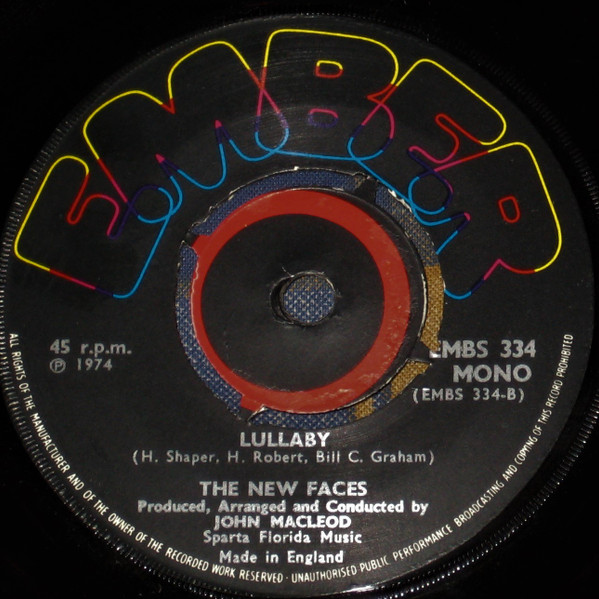 EMBER
45 r.p.m.
Ⓟ 1974
EMBS 334
MONO
(EMBS 334-B)
LULLABY
(H. Shaper, H. Robert, Bill C. Graham)
THE NEW FACES
Produced, Arranged and Conducted by
JOHN MACLEOD
Sparta Florida Music
Made in England
ALL RIGHTS OF THE MANUFACTURER AND OF THE OWNER OF THE RECORDED WORK RESERVED · UNAUTHORISED PUBLIC PERFORMANCE BROADCASTING AND COPYING OF THIS RECORD PROHIBITED